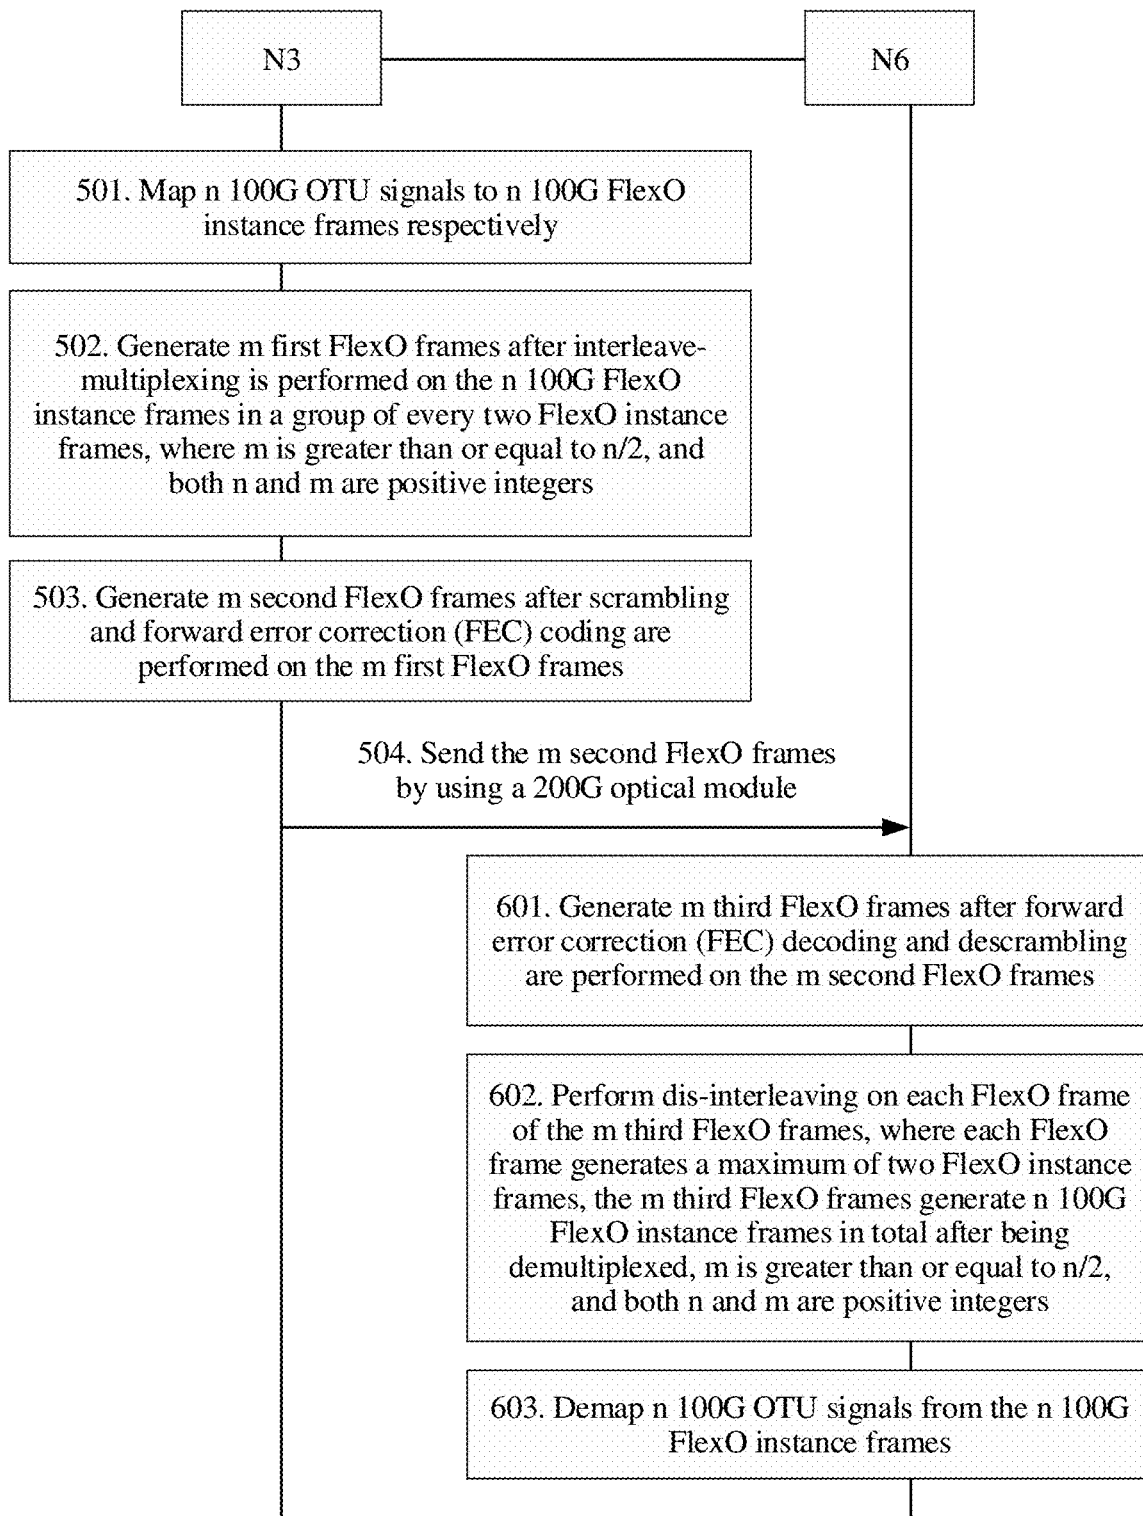 N3
N6
501. Map n 100G OTU signals to n 100G FlexO
instance frames respectively
502. Generate m first FlexO frames after interleave-
multiplexing is performed on the n 100G FlexO
instance frames in a group of every two FlexO instance
frames, where m is greater than or equal to n/2, and
both n and m are positive integers
503. Generate m second FlexO frames after scrambling
and forward error correction (FEC) coding are
performed on the m first FlexO frames
504. Send the m second FlexO frames
by using a 200G optical module
601. Generate m third FlexO frames after forward
error correction (FEC) decoding and descrambling
are performed on the m second FlexO frames
602. Perform dis-interleaving on each FlexO frame
of the m third FlexO frames, where each FlexO
frame generates a maximum of two FlexO instance
frames, the m third FlexO frames generate n 100G
FlexO instance frames in total after being
demultiplexed, m is greater than or equal to n/2,
and both n and m are positive integers
603. Demap n 100G OTU signals from the n 100G
FlexO instance frames